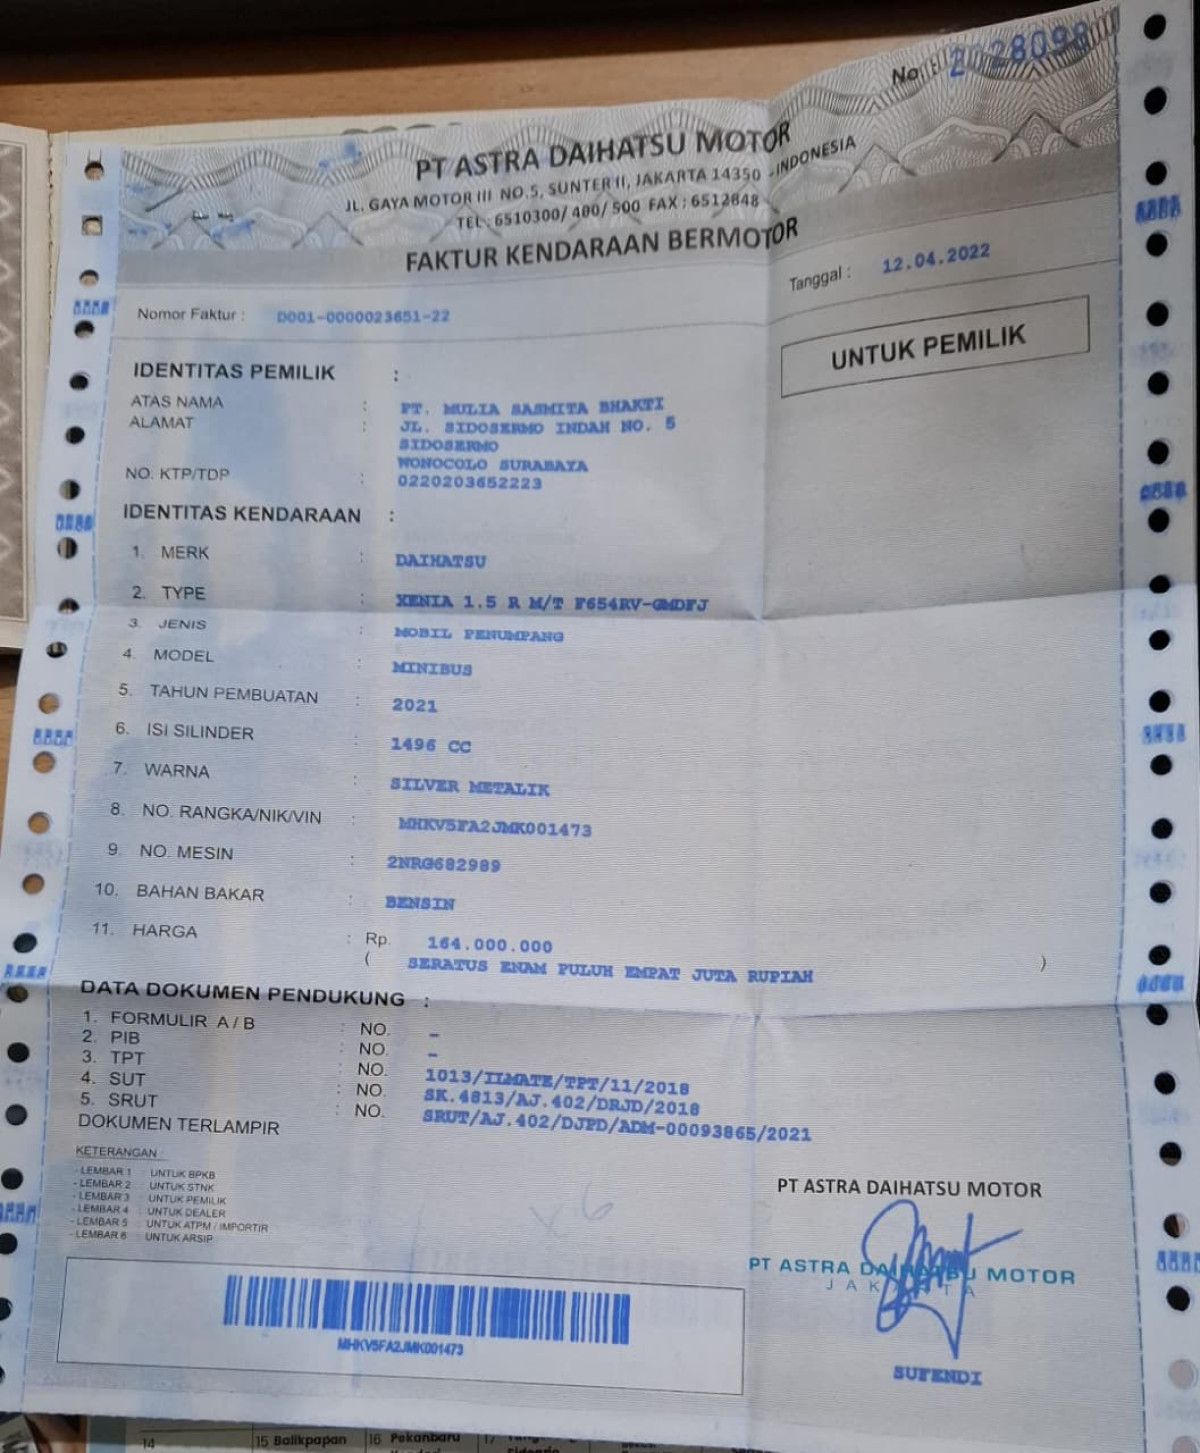 No. 2028098
PT ASTRA DAIHATSU MOTOR
JL. GAYA MOTOR III NO.5, SUNTER II, JAKARTA 14350 - INDONESIA
TEL : 6510300/ 400/ 500 FAX : 6512848
FAKTUR KENDARAAN BERMOTOR
Tanggal : 12.04.2022
Nomor Faktur : D001-0000023651-22
UNTUK PEMILIK
IDENTITAS PEMILIK :
ATAS NAMA : PT. MULIA SASMITA BHAKTI
ALAMAT : JL. SIDOSERMO INDAH NO. 5
SIDOSERMO
WONOCOLO SURABAYA
NO. KTP/TDP : 0220203652223
IDENTITAS KENDARAAN :
1. MERK : DAIHATSU
2. TYPE : XENIA 1.5 R M/T F654RV-GMDFJ
3. JENIS : MOBIL PENUMPANG
4. MODEL : MINIBUS
5. TAHUN PEMBUATAN : 2021
6. ISI SILINDER : 1496 CC
7. WARNA : SILVER METALIK
8. NO. RANGKA/NIK/VIN : MHKV5FA2JMK001473
9. NO. MESIN : 2NRG682989
10. BAHAN BAKAR : BENSIN
11. HARGA : Rp. 164.000.000
( SERATUS ENAM PULUH EMPAT JUTA RUPIAH )
DATA DOKUMEN PENDUKUNG :
1. FORMULIR A / B : NO. –
2. PIB : NO. –
3. TPT : NO. 1013/ILMATE/TPT/11/2018
4. SUT : NO. SK.4813/AJ.402/DRJD/2018
5. SRUT : NO. SRUT/AJ.402/DJPD/ADM-00093865/2021
DOKUMEN TERLAMPIR
KETERANGAN :
- LEMBAR 1 : UNTUK BPKB
- LEMBAR 2 : UNTUK STNK
- LEMBAR 3 : UNTUK PEMILIK
- LEMBAR 4 : UNTUK DEALER
- LEMBAR 5 : UNTUK ATPM / IMPORTIR
- LEMBAR 6 : UNTUK ARSIP
PT ASTRA DAIHATSU MOTOR
PT ASTRA DAIHATSU MOTOR
JAKARTA
SUFENDI
MHKV5FA2JMK001473
14
15 Balikpapan
16 Pekanbaru
17